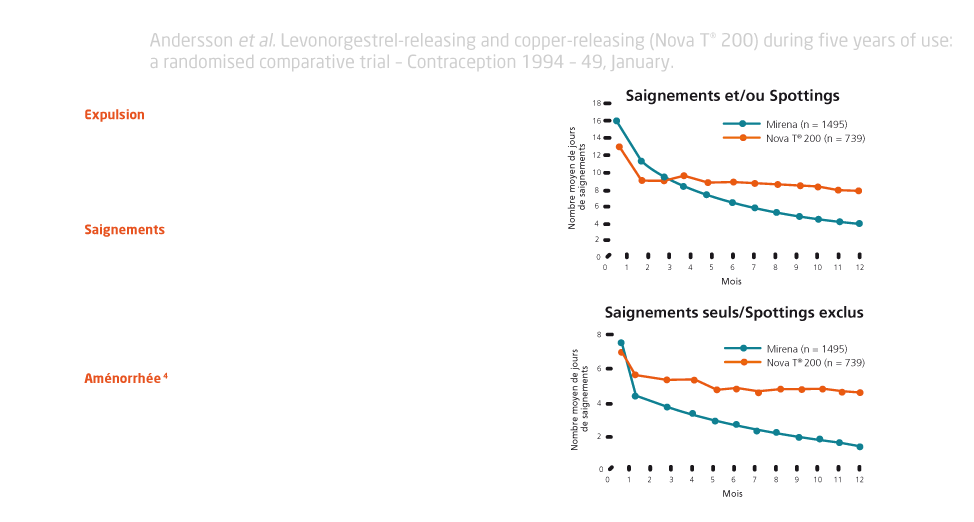 Andersson et al. Levonorgestrel-releasing and copper-releasing (Nova T® 200) during five years of use:
a randomised comparative trial – Contraception 1994 – 49, January.
Expulsion
Saignements
Aménorrhée 4
Saignements et/ou Spottings
Mirena (n = 1495)
Nova T® 200 (n = 739)
Nombre moyen de jours
de saignements
18
16
14
12
10
8
6
4
2
0
0 1 2 3 4 5 6 7 8 9 10 11 12
Mois
Saignements seuls/Spottings exclus
Mirena (n = 1495)
Nova T® 200 (n = 739)
Nombre moyen de jours
de saignements
8
6
4
2
0
0 1 2 3 4 5 6 7 8 9 10 11 12
Mois